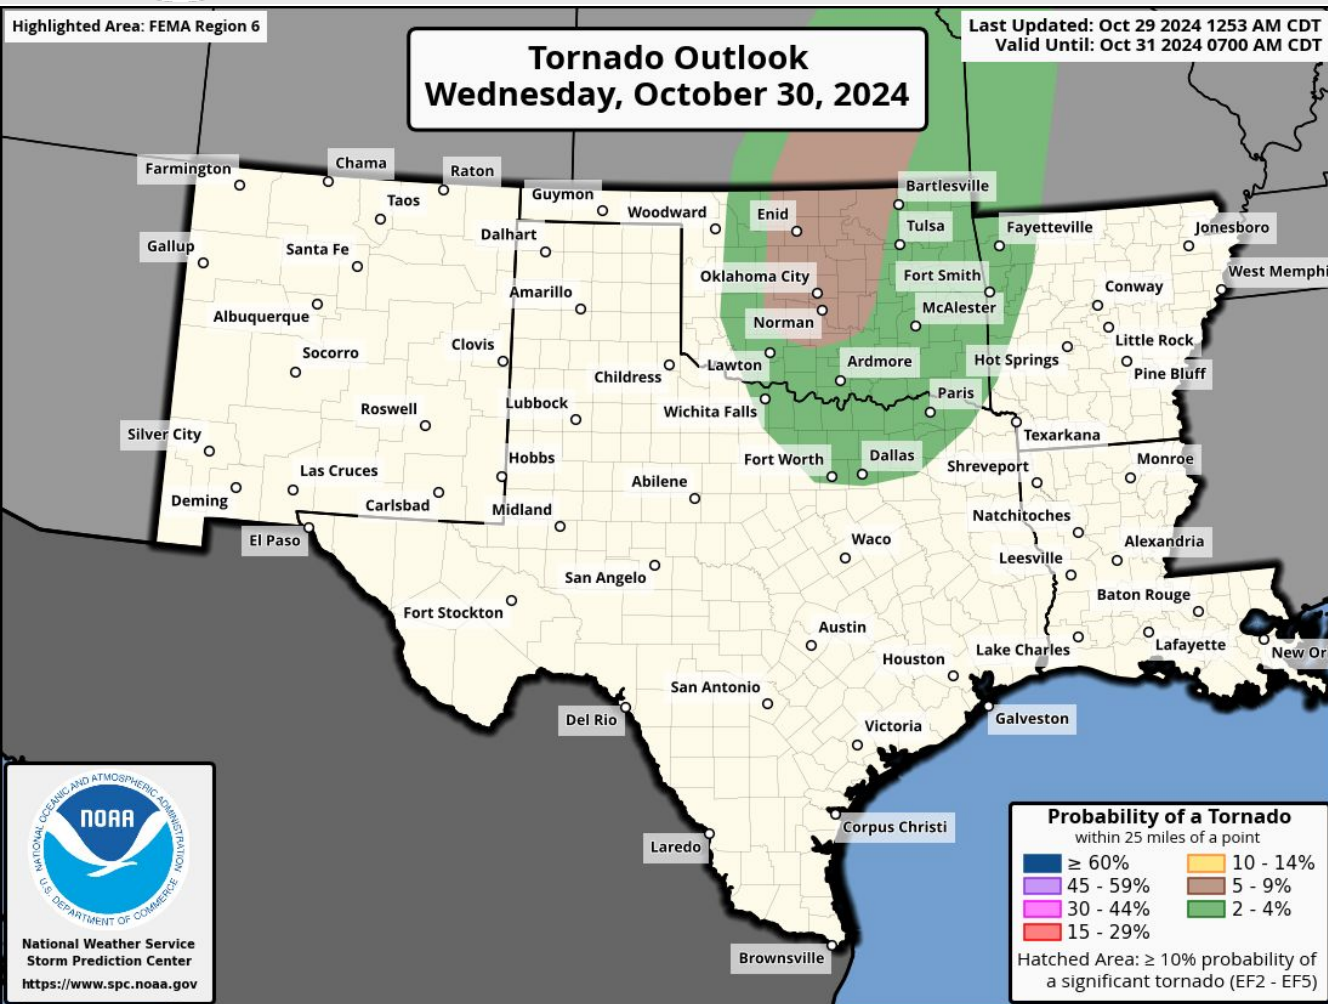 Highlighted Area: FEMA Region 6
Last Updated: Oct 29 2024 1253 AM CDT
Valid Until: Oct 31 2024 0700 AM CDT
Tornado Outlook
Wednesday, October 30, 2024
Farmington
Chama
Raton
Taos
Guymon
Woodward
Enid
Bartlesville
Tulsa
Fayetteville
Jonesboro
Gallup
Santa Fe
Dalhart
Oklahoma City
Fort Smith
West Memphi
Amarillo
Conway
Albuquerque
Norman
McAlester
Socorro
Clovis
Childress
Lawton
Ardmore
Hot Springs
Little Rock
Pine Bluff
Roswell
Lubbock
Wichita Falls
Paris
Silver City
Texarkana
Las Cruces
Hobbs
Abilene
Fort Worth
Dallas
Shreveport
Monroe
Deming
Carlsbad
Midland
Natchitoches
El Paso
Waco
Leesville
Alexandria
San Angelo
Baton Rouge
Fort Stockton
Austin
Lake Charles
Lafayette
New Or
Houston
San Antonio
Del Rio
Galveston
Victoria
Corpus Christi
Laredo
Brownsville
NATIONAL OCEANIC AND ATMOSPHERIC ADMINISTRATION
NOAA
U.S. DEPARTMENT OF COMMERCE
National Weather Service
Storm Prediction Center
https://www.spc.noaa.gov
Probability of a Tornado
within 25 miles of a point
≥ 60%
10 - 14%
45 - 59%
5 - 9%
30 - 44%
2 - 4%
15 - 29%
Hatched Area: ≥ 10% probability of
a significant tornado (EF2 - EF5)